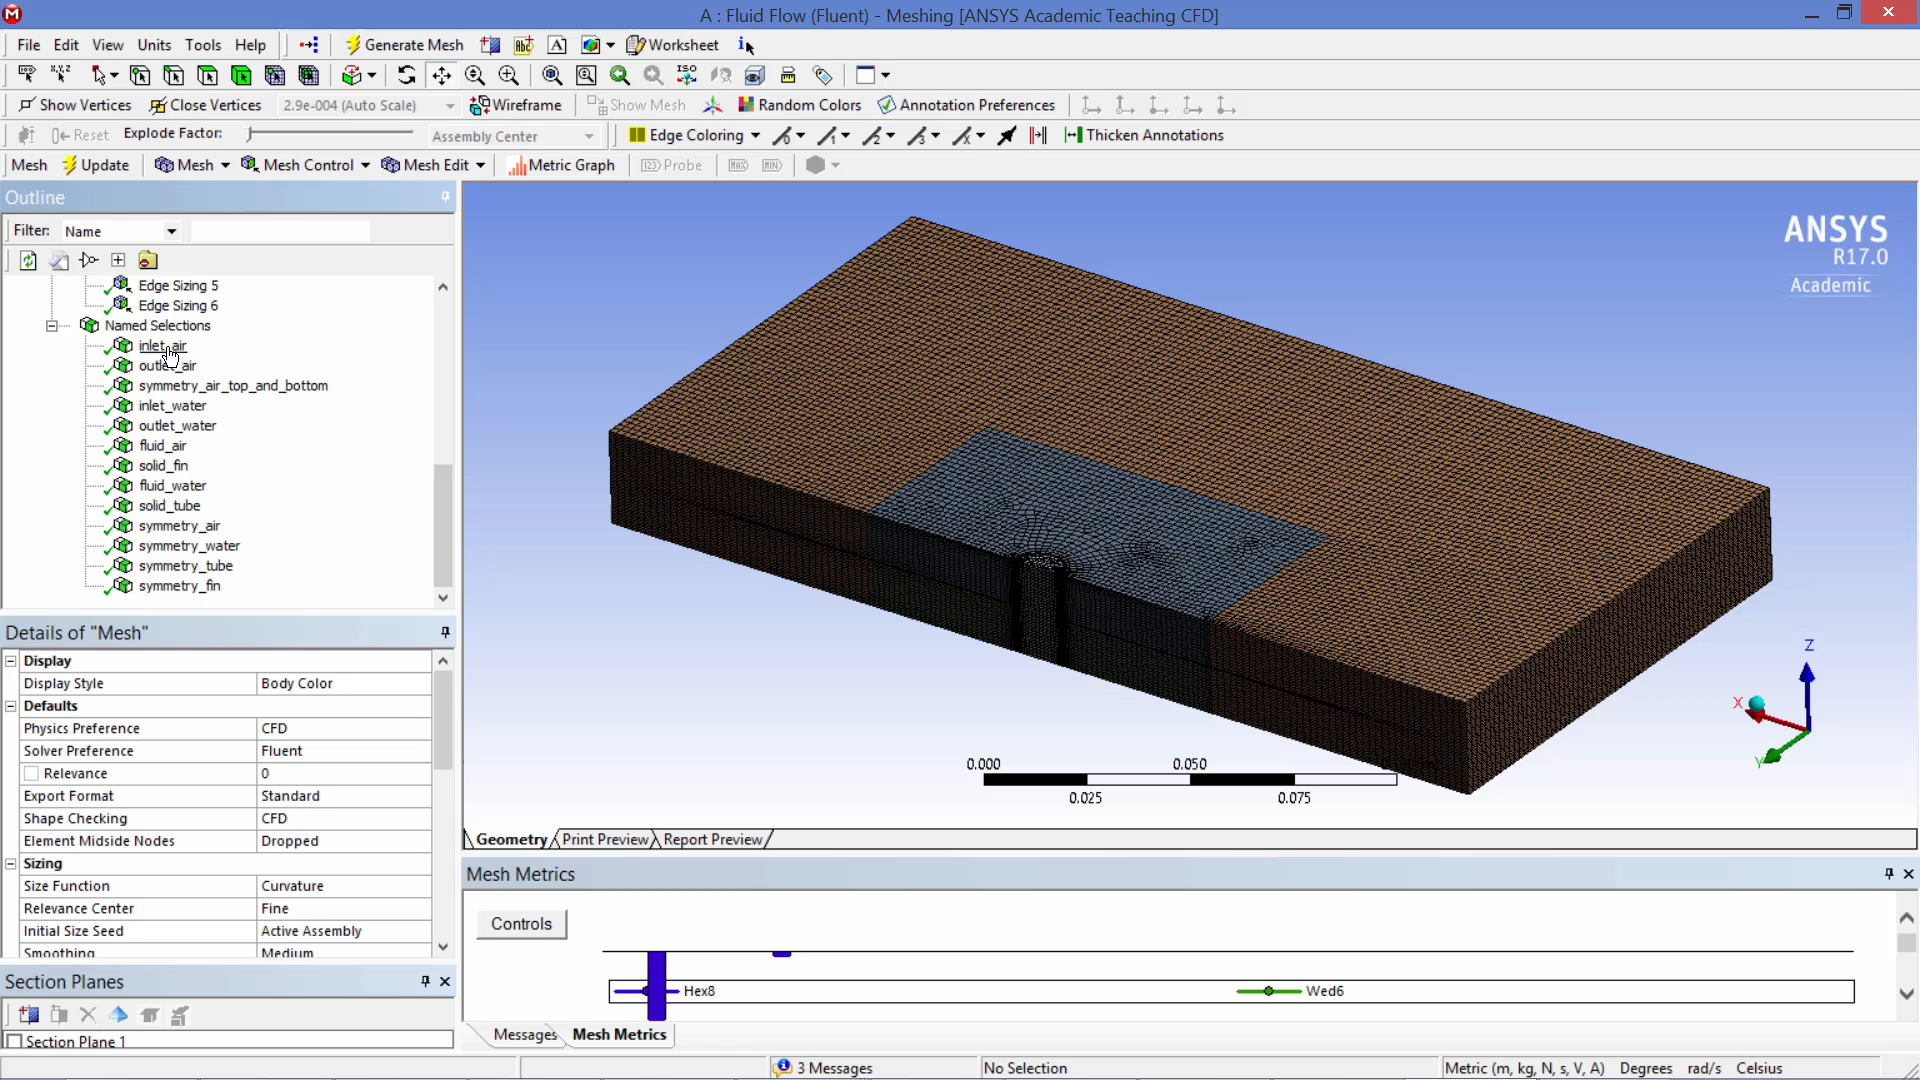 A : Fluid Flow (Fluent) - Meshing [ANSYS Academic Teaching CFD]
File Edit View Units Tools Help Generate Mesh Worksheet
Show Vertices Close Vertices 2.9e-004 (Auto Scale) Wireframe Show Mesh Random Colors Annotation Preferences
Reset Explode Factor: Assembly Center Edge Coloring Thicken Annotations
Mesh Update Mesh Mesh Control Mesh Edit Metric Graph Probe
Outline
Filter: Name
Edge Sizing 5
Edge Sizing 6
Named Selections
inlet_air
outlet_air
symmetry_air_top_and_bottom
inlet_water
outlet_water
fluid_air
solid_fin
fluid_water
solid_tube
symmetry_air
symmetry_water
symmetry_tube
symmetry_fin
Details of "Mesh"
Display
Display Style Body Color
Defaults
Physics Preference CFD
Solver Preference Fluent
Relevance 0
Export Format Standard
Shape Checking CFD
Element Midside Nodes Dropped
Sizing
Size Function Curvature
Relevance Center Fine
Initial Size Seed Active Assembly
Smoothing Medium
Section Planes
Section Plane 1
ANSYS
R17.0
Academic
Z
X
Y
0.000 0.050
0.025 0.075
Geometry Print Preview Report Preview
Mesh Metrics
Controls
Hex8 Wed6
Messages Mesh Metrics
3 Messages No Selection Metric (m, kg, N, s, V, A) Degrees rad/s Celsius